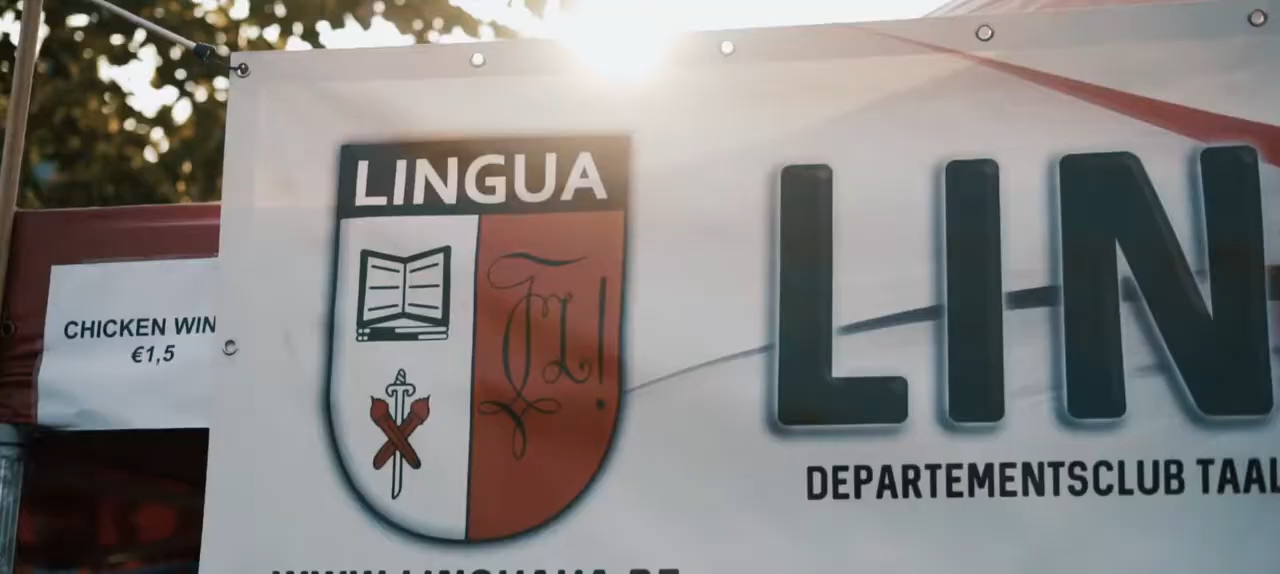 LINGUA
CHICKEN WIN
€1,5
LIN
DEPARTEMENTSCLUB TAAL